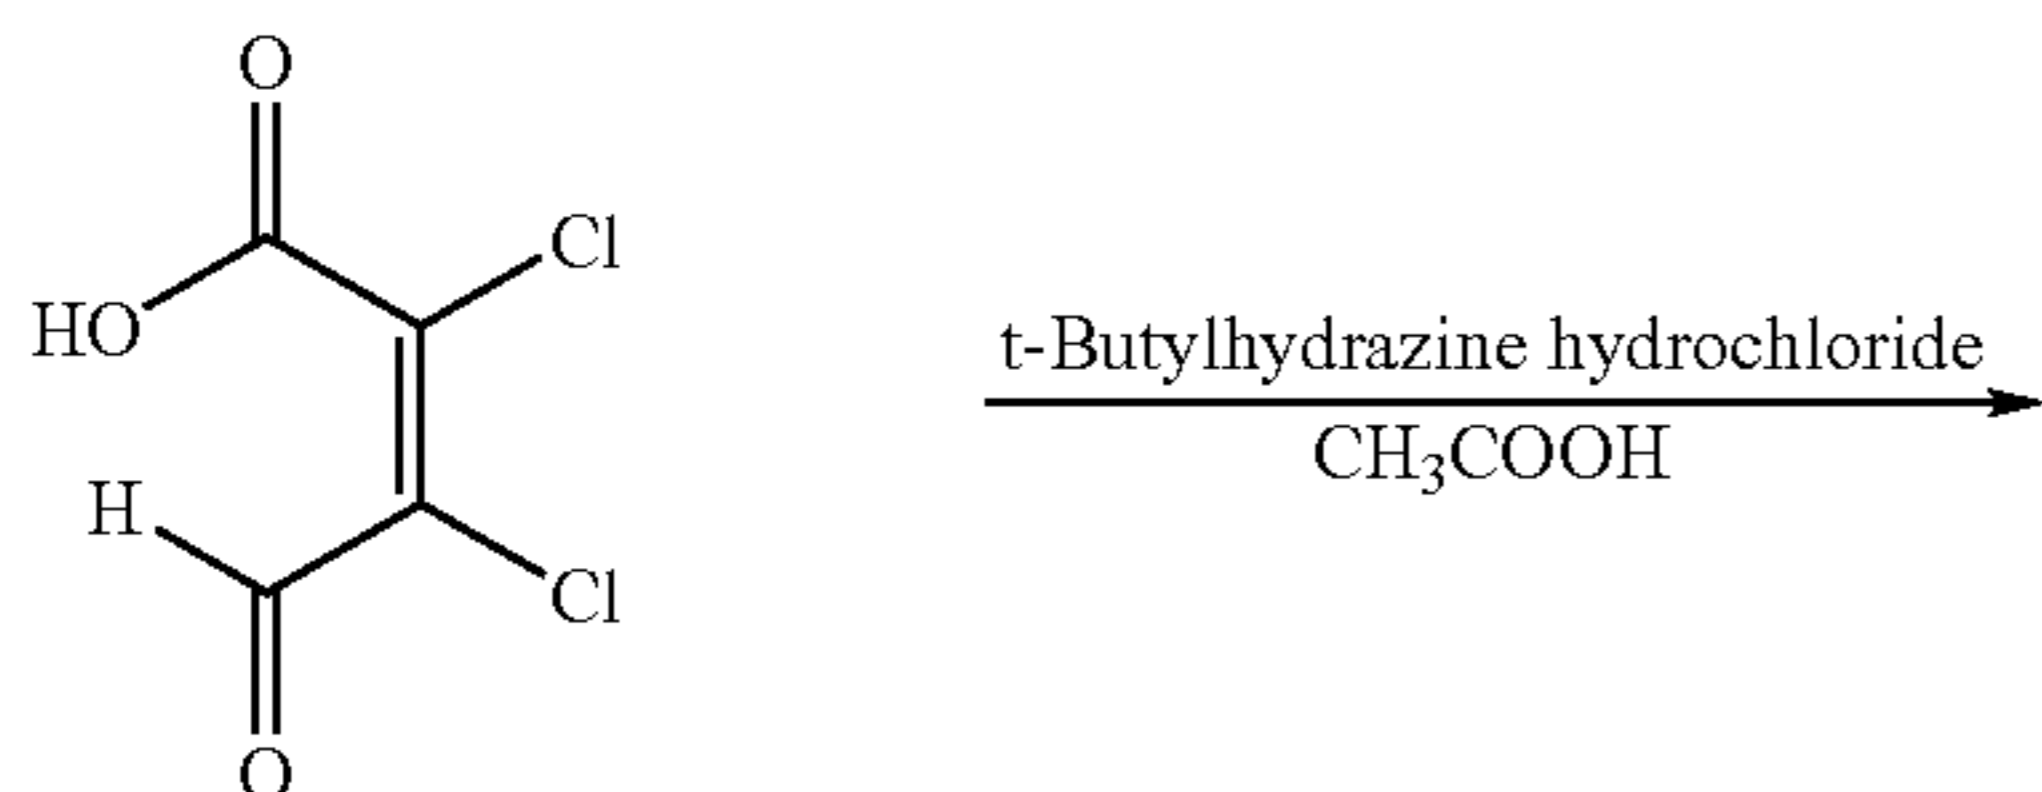 O
Cl
HO
t-Butylhydrazine hydrochloride
CH₃COOH
H
Cl
O